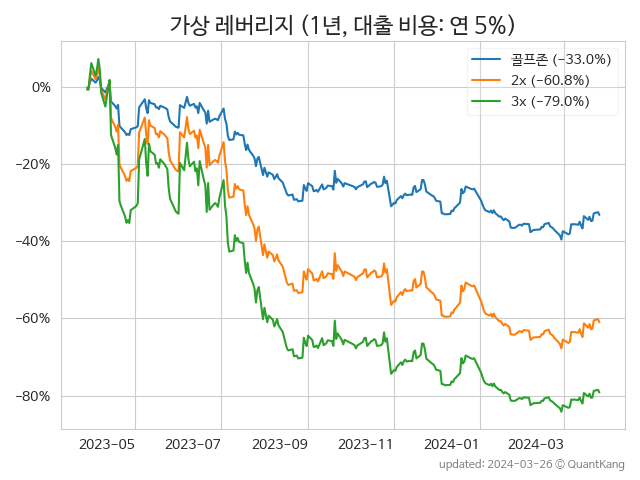 가상 레버리지 (1년, 대출 비용: 연 5%)
골프존 (−33.0%)
2x (−60.8%)
3x (−79.0%)
0%
−20%
−40%
−60%
−80%
2023-05 2023-07 2023-09 2023-11 2024-01 2024-03
updated: 2024-03-26 © QuantKang